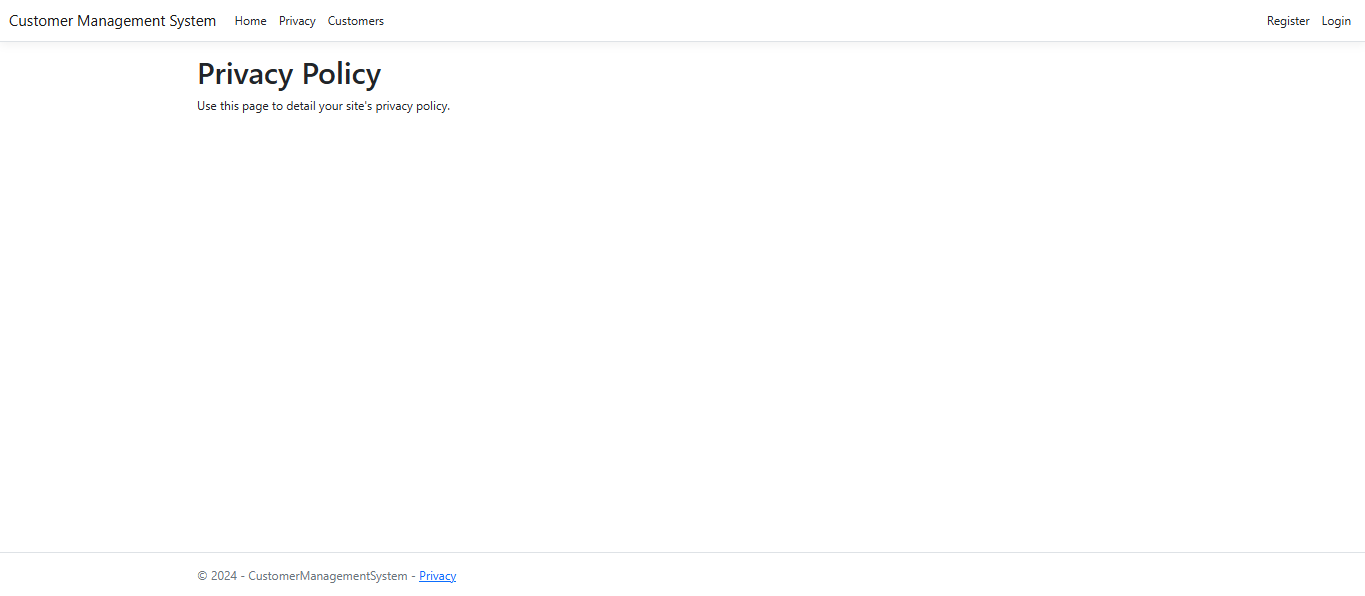 Customer Management System Home Privacy Customers Register Login
Privacy Policy
Use this page to detail your site's privacy policy.
© 2024 - CustomerManagementSystem - Privacy